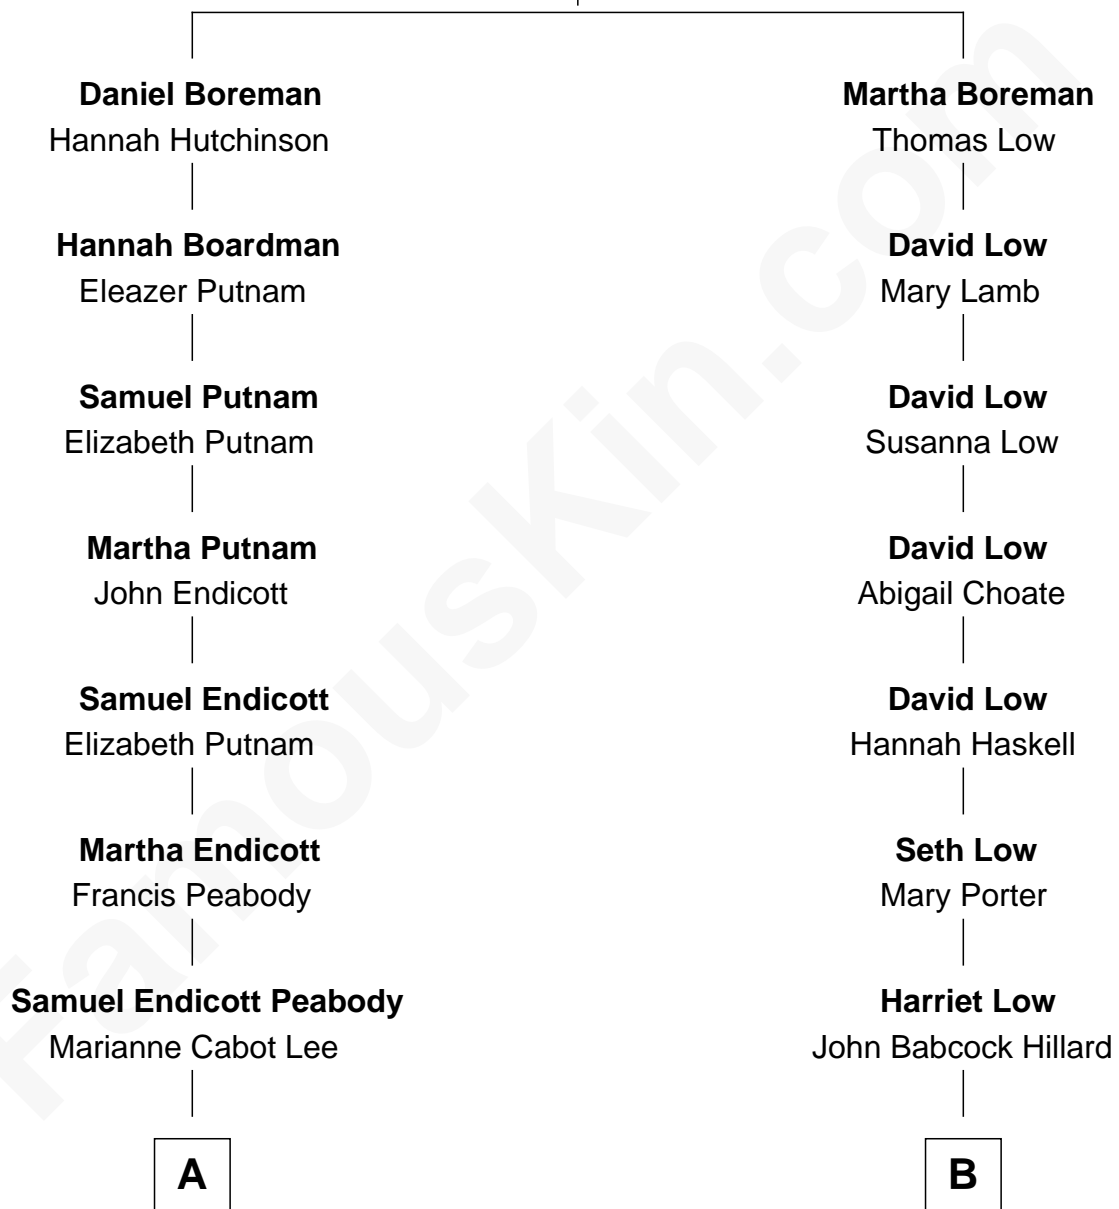 Daniel Boreman
Hannah Hutchinson
Hannah Boardman
Eleazer Putnam
Samuel Putnam
Elizabeth Putnam
Martha Putnam
John Endicott
Samuel Endicott
Elizabeth Putnam
Martha Endicott
Francis Peabody
Samuel Endicott Peabody
Marianne Cabot Lee
A
Martha Boreman
Thomas Low
David Low
Mary Lamb
David Low
Susanna Low
David Low
Abigail Choate
David Low
Hannah Haskell
Seth Low
Mary Porter
Harriet Low
John Babcock Hillard
B
FamousKin.com